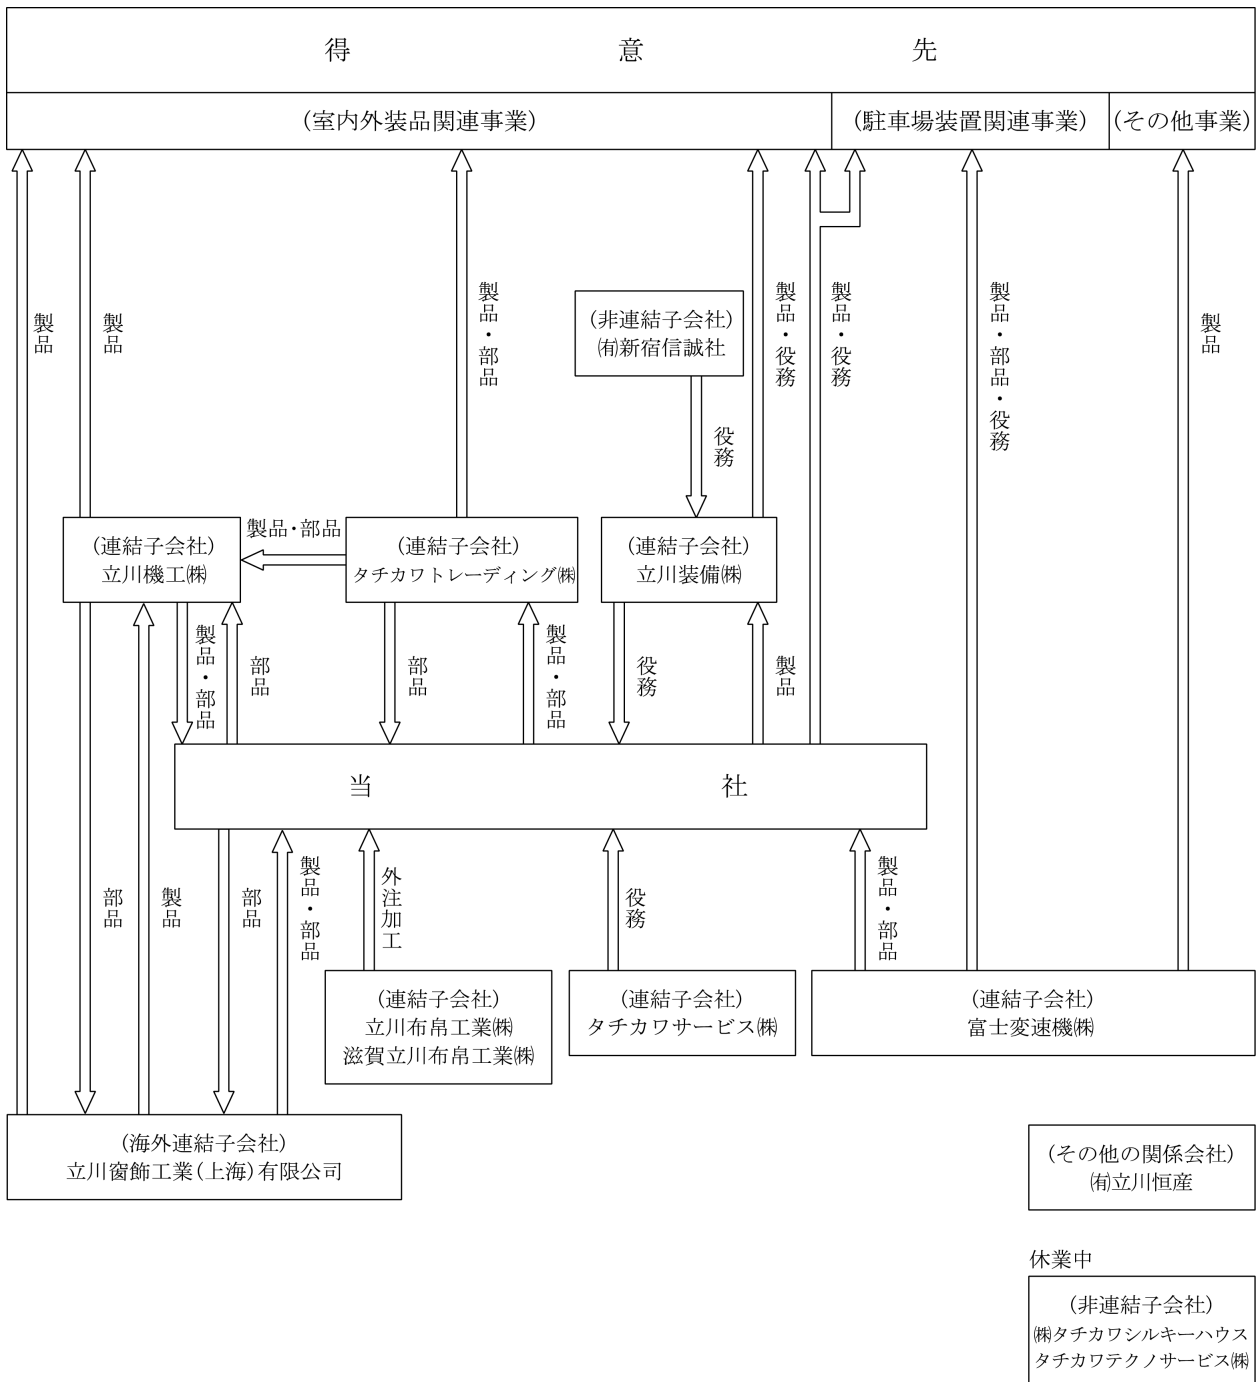 得意先
(室内外装品関連事業)
(駐車場装置関連事業)
(その他事業)
製品
製品
製品・部品
製品・役務
製品・役務
製品・部品・役務
製品
(非連結子会社)
㈲新宿信誠社
役務
(連結子会社)
立川機工㈱
製品・部品
(連結子会社)
タチカワトレーディング㈱
(連結子会社)
立川装備㈱
製品・部品
部品
部品
製品・部品
役務
製品
当社
部品
製品
部品
製品・部品
外注加工
役務
製品・部品
(連結子会社)
立川布帛工業㈱
滋賀立川布帛工業㈱
(連結子会社)
タチカワサービス㈱
(連結子会社)
富士変速機㈱
(海外連結子会社)
立川窗飾工業(上海)有限公司
(その他の関係会社)
㈲立川恒産
休業中
(非連結子会社)
㈱タチカワシルキーハウス
タチカワテクノサービス㈱